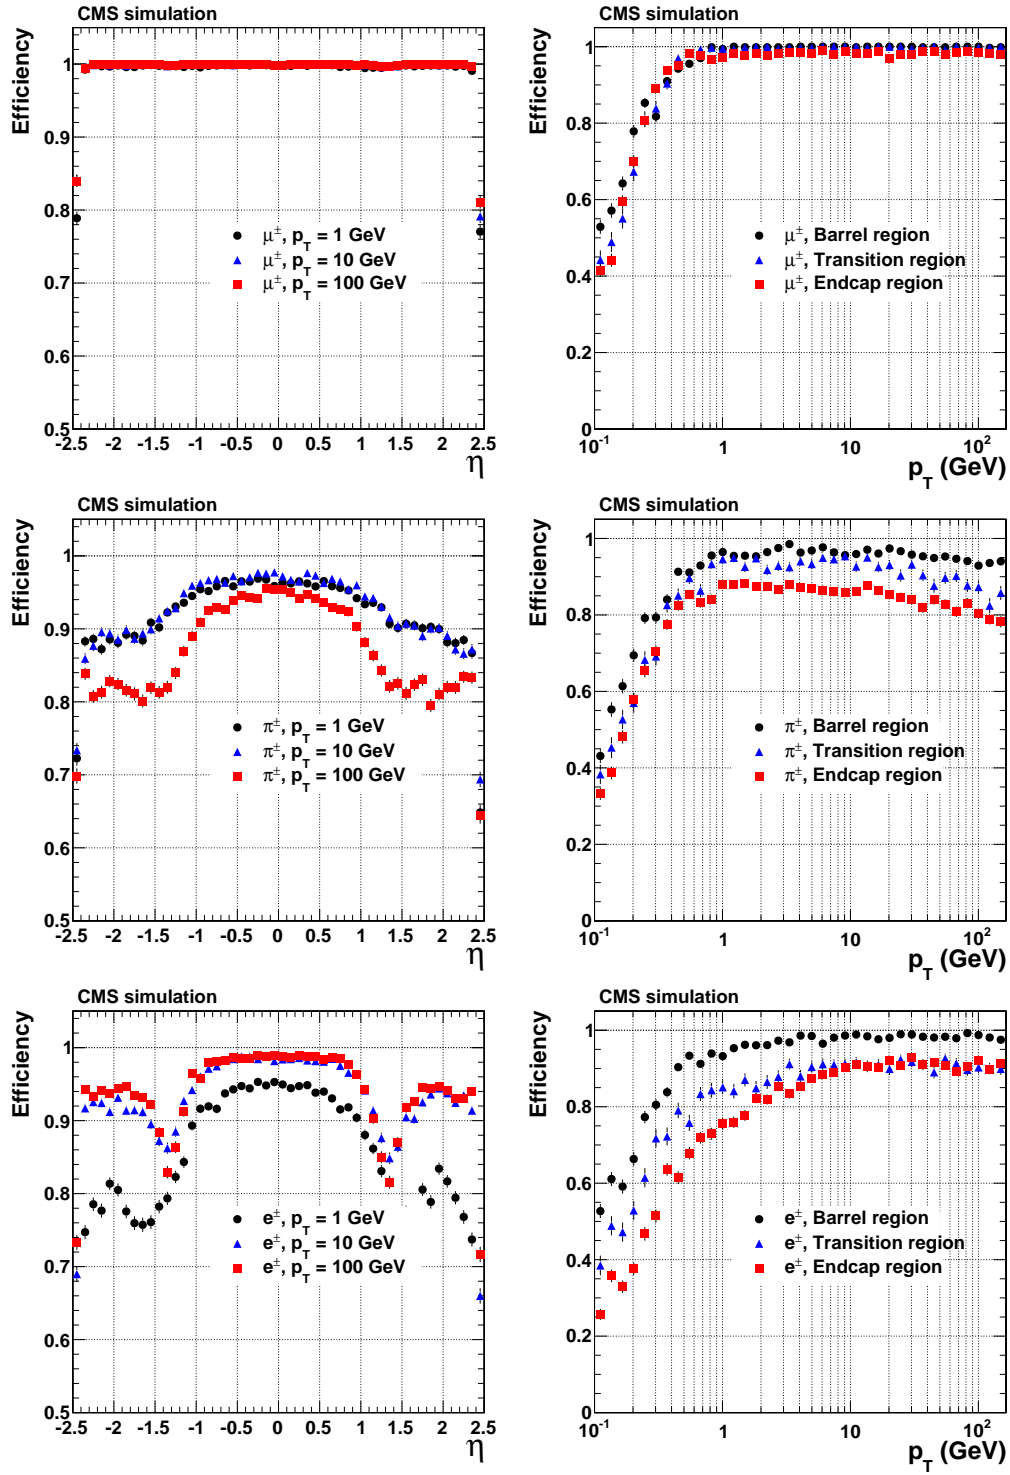 CMS simulation
Efficiency
1
0.9
0.8
0.7
0.6
0.5
μ±, pT = 1 GeV
μ±, pT = 10 GeV
μ±, pT = 100 GeV
-2.5 -2 -1.5 -1 -0.5 0 0.5 1 1.5 2 2.5
η
CMS simulation
Efficiency
1
0.8
0.6
0.4
0.2
0
μ±, Barrel region
μ±, Transition region
μ±, Endcap region
10-1 1 10 102
pT (GeV)
CMS simulation
Efficiency
1
0.9
0.8
0.7
0.6
0.5
π±, pT = 1 GeV
π±, pT = 10 GeV
π±, pT = 100 GeV
-2.5 -2 -1.5 -1 -0.5 0 0.5 1 1.5 2 2.5
η
CMS simulation
Efficiency
1
0.8
0.6
0.4
0.2
0
π±, Barrel region
π±, Transition region
π±, Endcap region
10-1 1 10 102
pT (GeV)
CMS simulation
Efficiency
1
0.9
0.8
0.7
0.6
0.5
e±, pT = 1 GeV
e±, pT = 10 GeV
e±, pT = 100 GeV
-2.5 -2 -1.5 -1 -0.5 0 0.5 1 1.5 2 2.5
η
CMS simulation
Efficiency
1
0.8
0.6
0.4
0.2
0
e±, Barrel region
e±, Transition region
e±, Endcap region
10-1 1 10 102
pT (GeV)